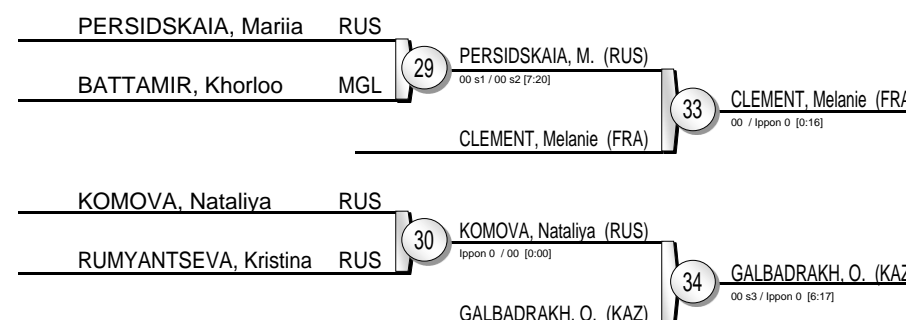 PERSIDSKAIA, Mariia RUS
29
PERSIDSKAIA, M. (RUS)
00 s1 / 00 s2 [7:20]
BATTAMIR, Khorloo MGL
33
CLEMENT, Melanie (FRA
00 / Ippon 0 [0:16]
CLEMENT, Melanie (FRA)
KOMOVA, Nataliya RUS
30
KOMOVA, Nataliya (RUS)
Ippon 0 / 00 [0:00]
RUMYANTSEVA, Kristina RUS
34
GALBADRAKH, O. (KAZ
00 s3 / Ippon 0 [6:17]
GALBADRAKH, O. (KAZ)